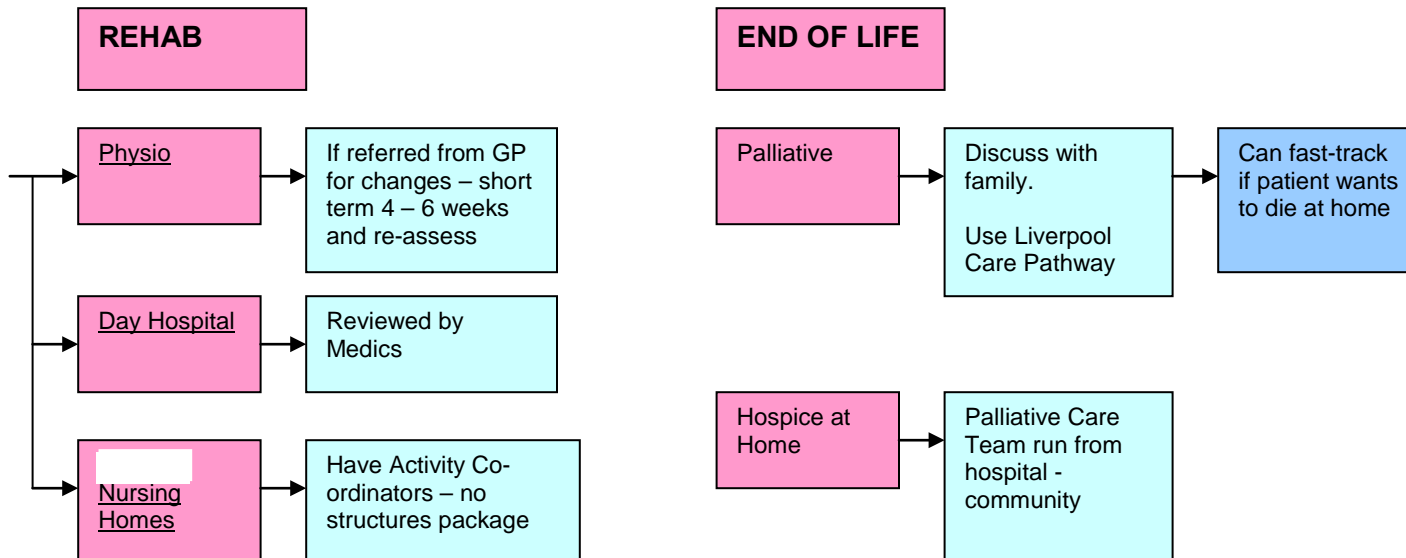 REHAB
END OF LIFE
Physio
If referred from GP
for changes – short
term 4 – 6 weeks
and re-assess
Palliative
Discuss with
family.
Use Liverpool
Care Pathway
Can fast-track
if patient wants
to die at home
Day Hospital
Reviewed by
Medics
Hospice at
Home
Palliative Care
Team run from
hospital -
community
Nursing
Homes
Have Activity Co-
ordinators – no
structures package